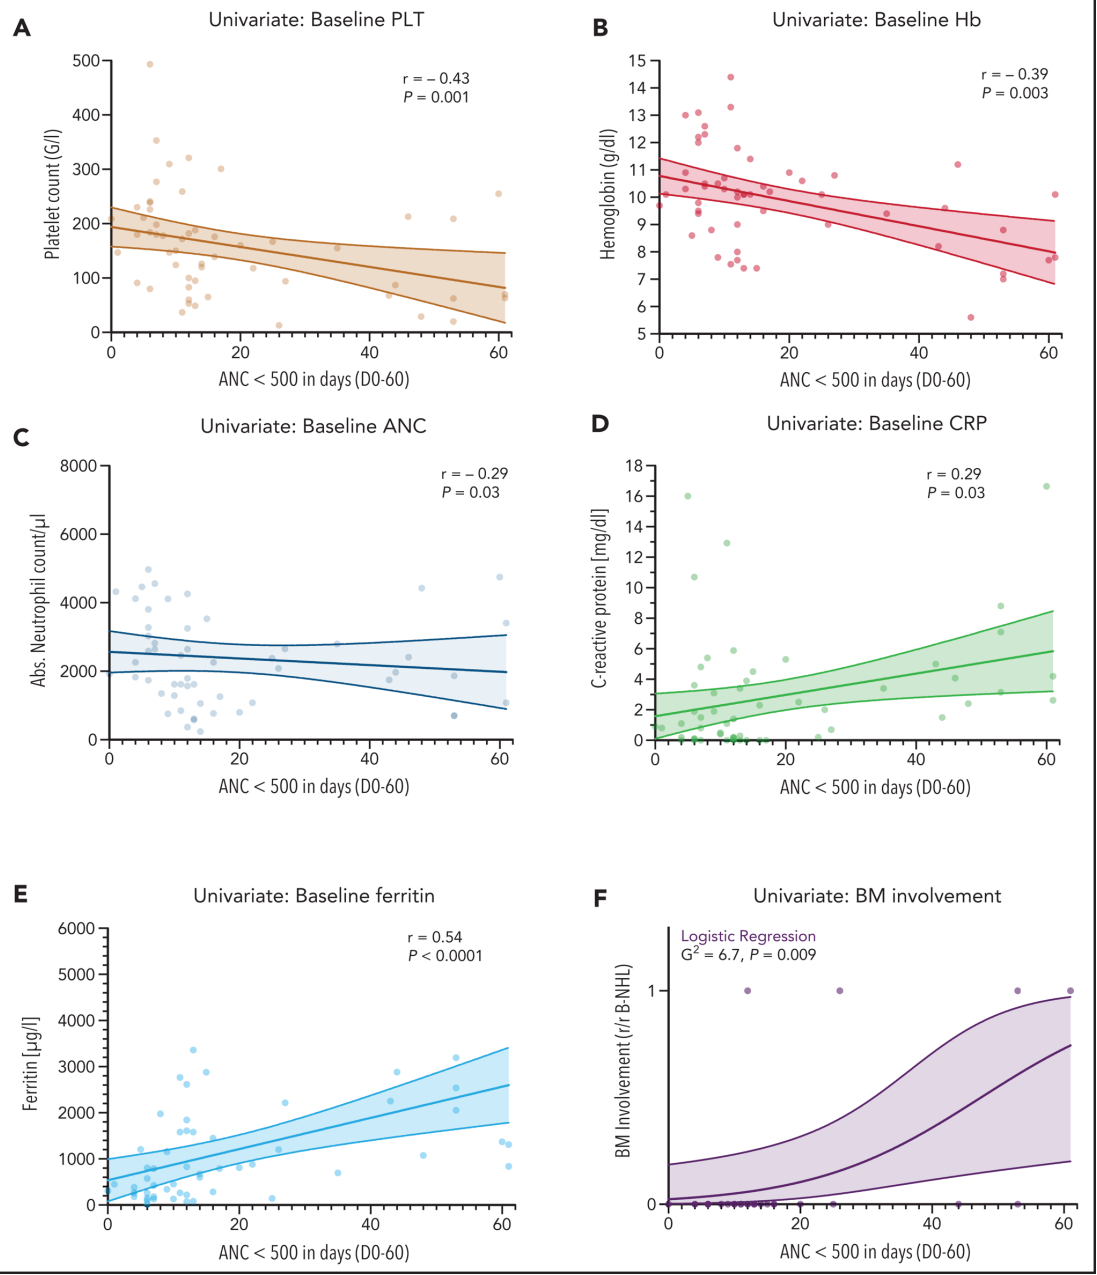 A
Univariate: Baseline PLT
r = – 0.43
P = 0.001
Platelet count (G/l)
500
400
300
200
100
0
0 20 40 60
ANC < 500 in days (D0-60)
B
Univariate: Baseline Hb
r = – 0.39
P = 0.003
Hemoglobin (g/dl)
15
14
13
12
11
10
9
8
7
6
5
0 20 40 60
ANC < 500 in days (D0-60)
C
Univariate: Baseline ANC
r = – 0.29
P = 0.03
Abs. Neutrophil count/µl
8000
6000
4000
2000
0
0 20 40 60
ANC < 500 in days (D0-60)
D
Univariate: Baseline CRP
r = 0.29
P = 0.03
C-reactive protein [mg/dl]
18
16
14
12
10
8
6
4
2
0
0 20 40 60
ANC < 500 in days (D0-60)
E
Univariate: Baseline ferritin
r = 0.54
P < 0.0001
Ferritin [µg/l]
6000
5000
4000
3000
2000
1000
0
0 20 40 60
ANC < 500 in days (D0-60)
F
Univariate: BM involvement
Logistic Regression
G² = 6.7, P = 0.009
BM Involvement (r/r B-NHL)
1
0
0 20 40 60
ANC < 500 in days (D0-60)